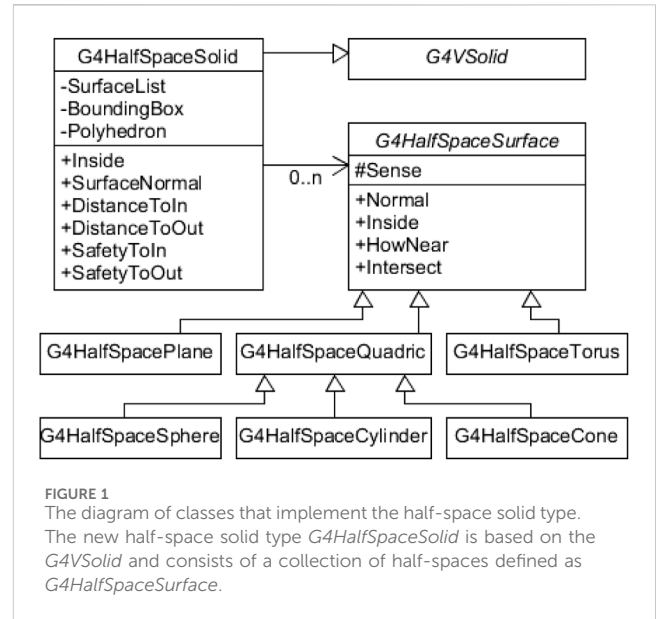 G4HalfSpaceSolid
-SurfaceList
-BoundingBox
-Polyhedron
+Inside
+SurfaceNormal
+DistanceToIn
+DistanceToOut
+SafetyToIn
+SafetyToOut
G4VSolid
0..n
G4HalfSpaceSurface
#Sense
+Normal
+Inside
+HowNear
+Intersect
G4HalfSpacePlane
G4HalfSpaceQuadric
G4HalfSpaceTorus
G4HalfSpaceSphere
G4HalfSpaceCylinder
G4HalfSpaceCone
FIGURE 1
The diagram of classes that implement the half-space solid type.
The new half-space solid type G4HalfSpaceSolid is based on the
G4VSolid and consists of a collection of half-spaces defined as
G4HalfSpaceSurface.